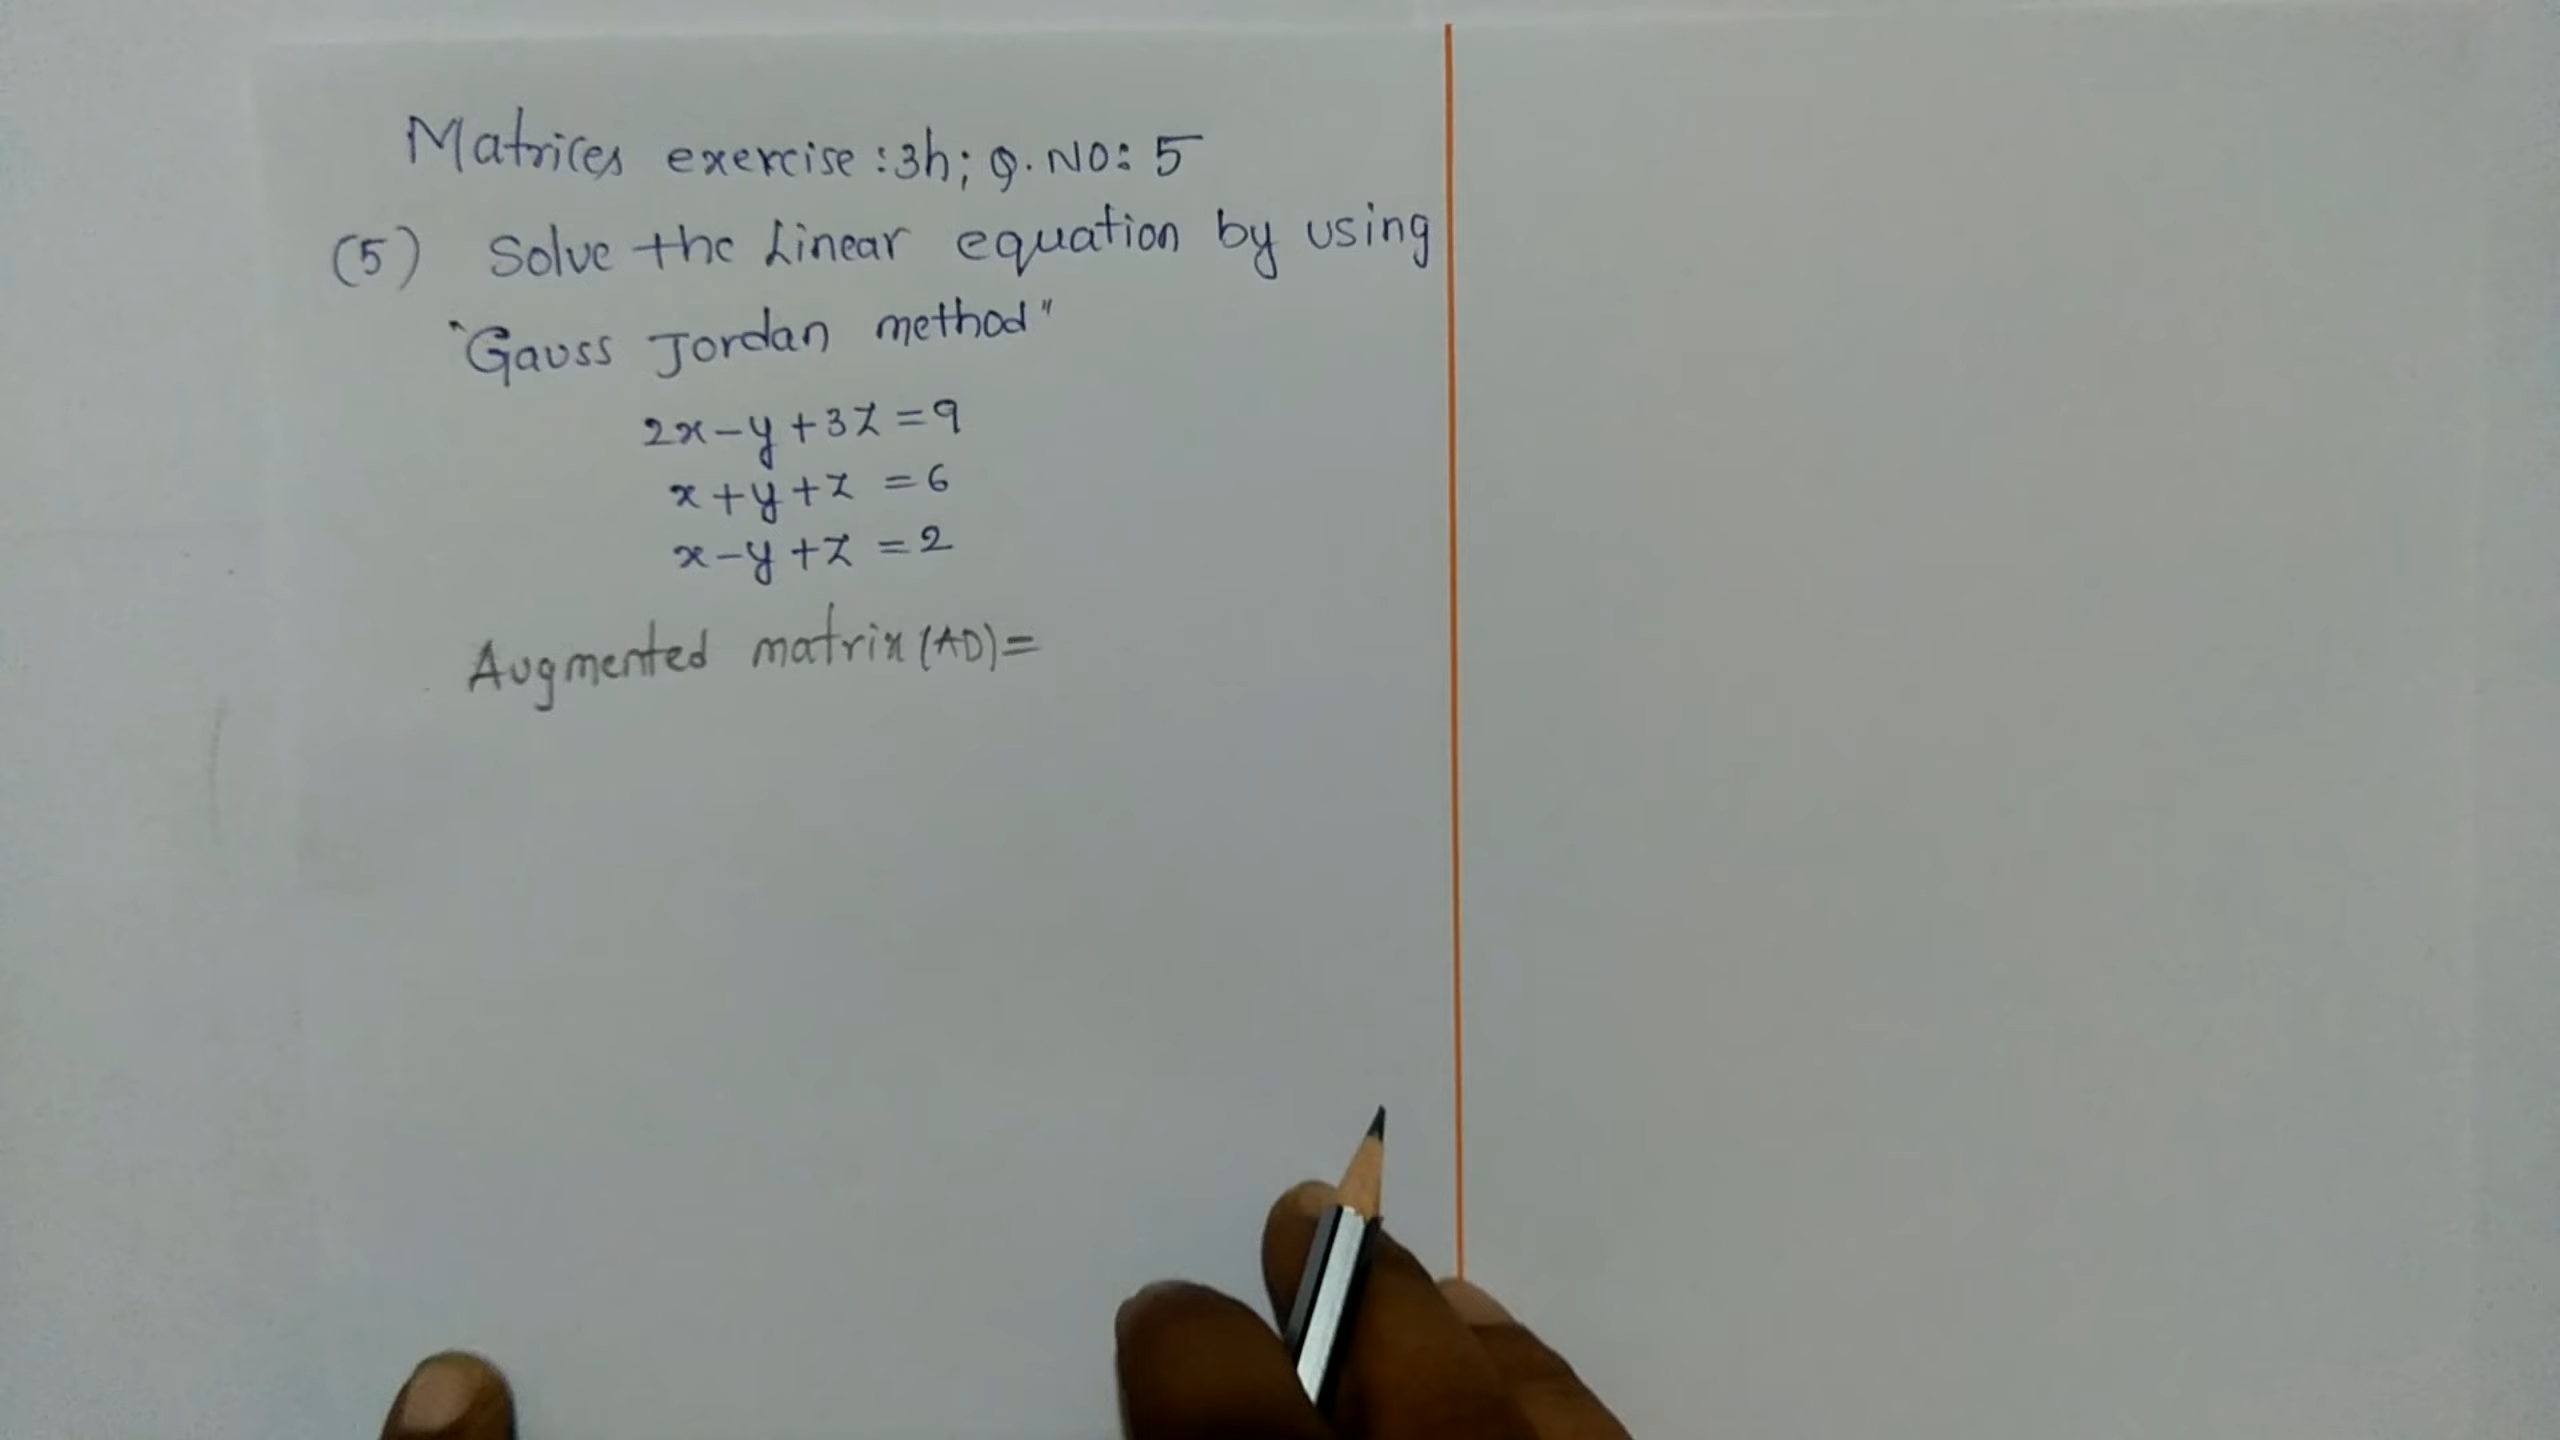 Matrices exercise:3h; Q.NO: 5
(5) Solve the Linear equation by using
"Gauss Jordan method"
2x-y+3z=9
x+y+z =6
x-y+z =2
Augmented matrix (AD)=